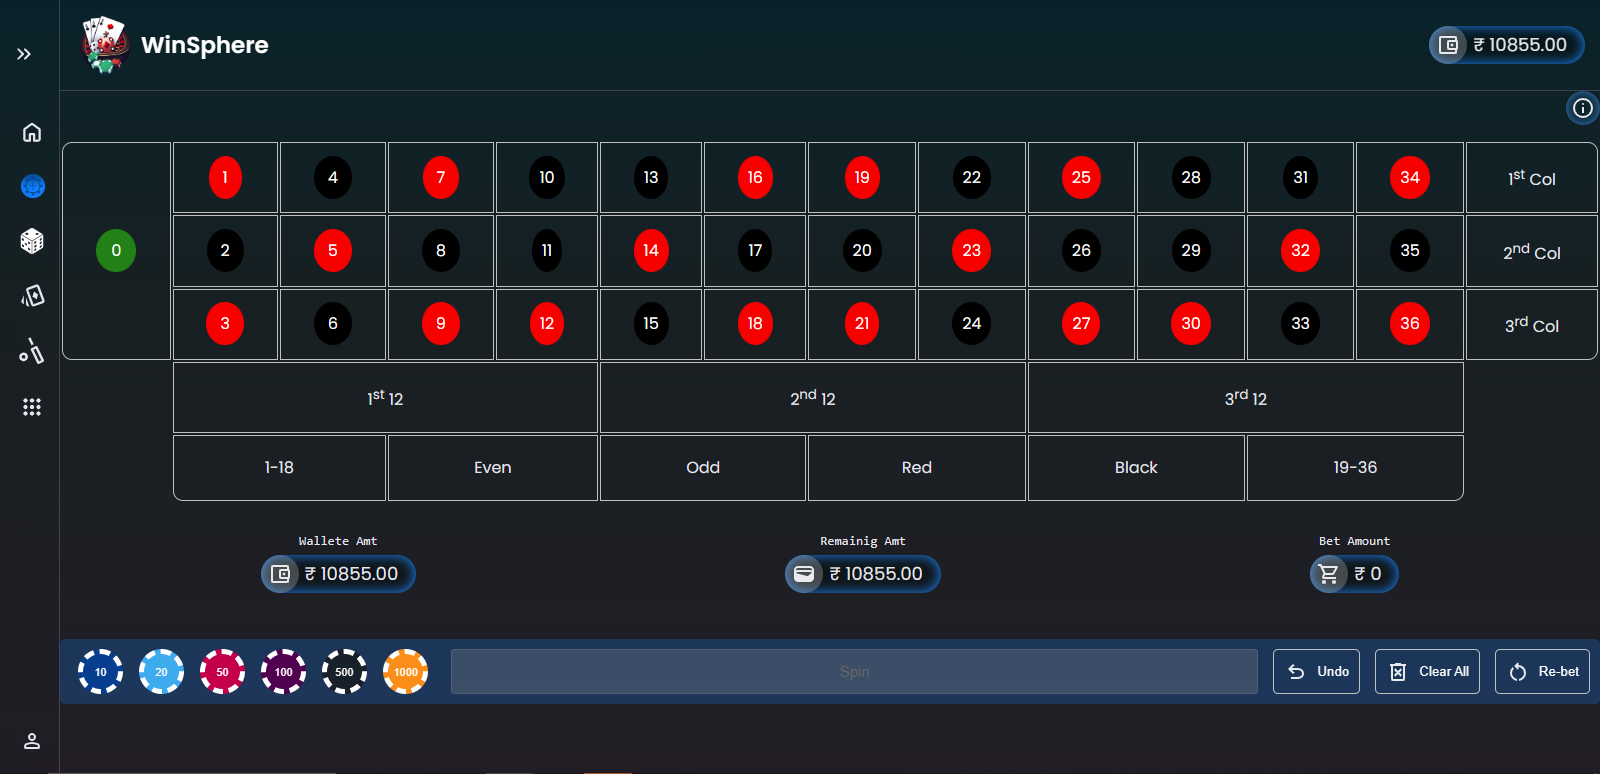 WinSphere
₹ 10855.00
1 4 7 10 13 16 19 22 25 28 31 34 1st Col
0 2 5 8 11 14 17 20 23 26 29 32 35 2nd Col
3 6 9 12 15 18 21 24 27 30 33 36 3rd Col
1st 12 2nd 12 3rd 12
1-18 Even Odd Red Black 19-36
Wallete Amt Remainig Amt Bet Amount
₹ 10855.00 ₹ 10855.00 ₹ 0
10 20 50 100 500 1000 Spin Undo Clear All Re-bet